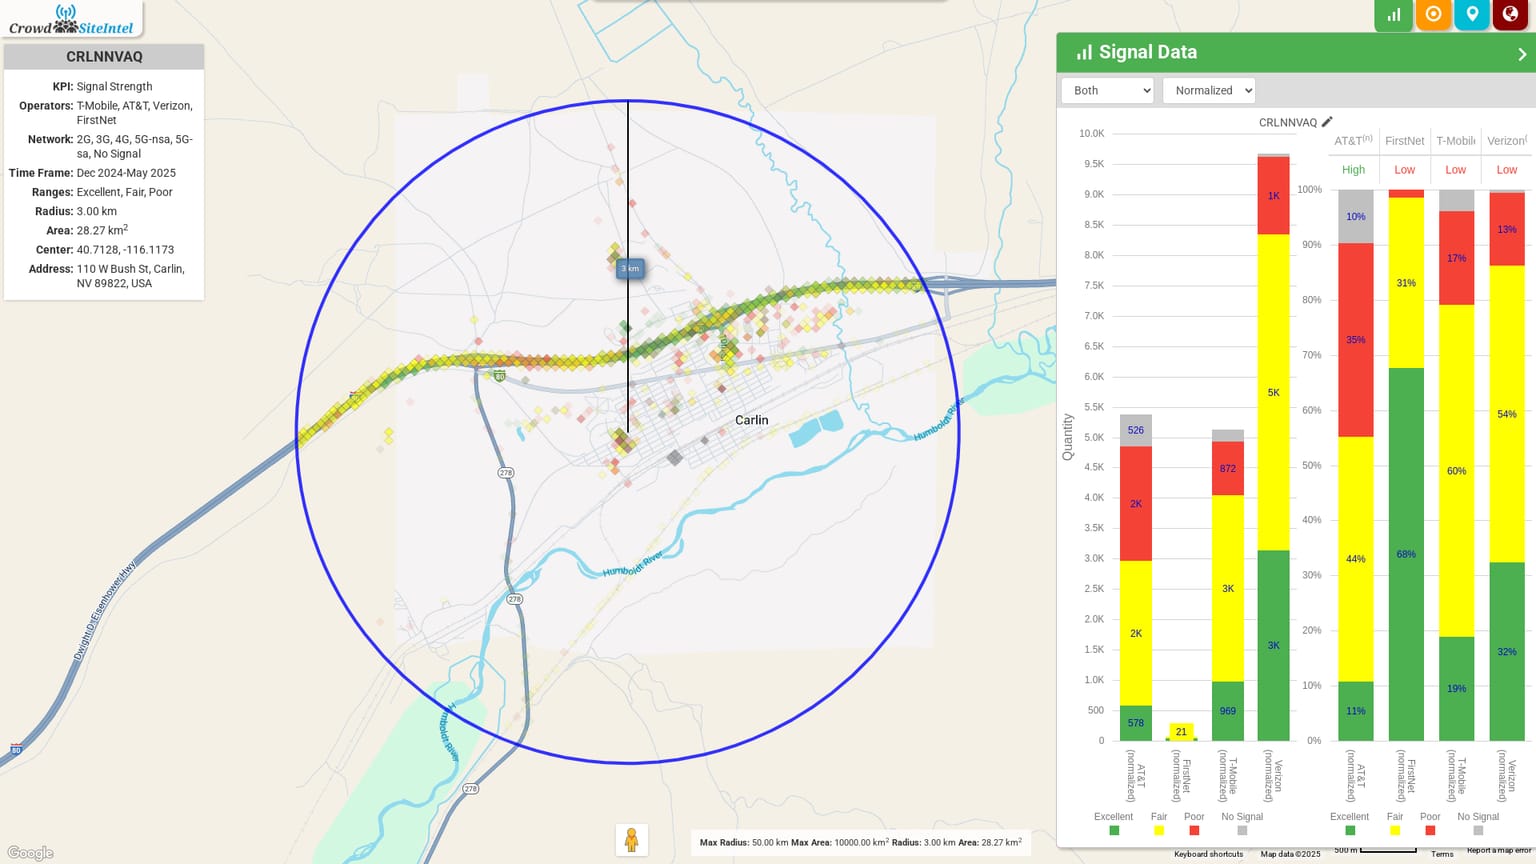 CrowdSiteIntel
CRLNNVAQ
KPI: Signal Strength
Operators: T-Mobile, AT&T, Verizon,
FirstNet
Network: 2G, 3G, 4G, 5G-nsa, 5G-
sa, No Signal
Time Frame: Dec 2024-May 2025
Ranges: Excellent, Fair, Poor
Radius: 3.00 km
Area: 28.27 km²
Center: 40.7128, -116.1173
Address: 110 W Bush St, Carlin,
NV 89822, USA
3 km
80
Carlin
278
Humboldt River
Humboldt River
278
Dwight D. Eisenhower Hwy
Humboldt River
80
278
Google
Max Radius: 50.00 km Max Area: 10000.00 km² Radius: 3.00 km Area: 28.27 km²
Signal Data
Both
Normalized
CRLNNVAQ
10.0K
9.5K
9.0K
8.5K
8.0K
7.5K
7.0K
6.5K
6.0K
5.5K
5.0K
4.5K
4.0K
3.5K
3.0K
2.5K
2.0K
1.5K
1.0K
500
0
Quantity
526
2K
2K
578
21
872
3K
969
1K
5K
3K
AT&T
(normalized)
FirstNet
(normalized)
T-Mobile
(normalized)
Verizon
(normalized)
Excellent Fair Poor No Signal
AT&T(n) FirstNet T-Mobile Verizon(
High Low Low Low
100%
90%
80%
70%
60%
50%
40%
30%
20%
10%
0%
10%
35%
44%
11%
31%
68%
17%
60%
19%
13%
54%
32%
AT&T
(normalized)
FirstNet
(normalized)
T-Mobile
(normalized)
Verizon
(normalized)
Excellent Fair Poor No Signal
Keyboard shortcuts Map data ©2025 500 m Terms Report a map error